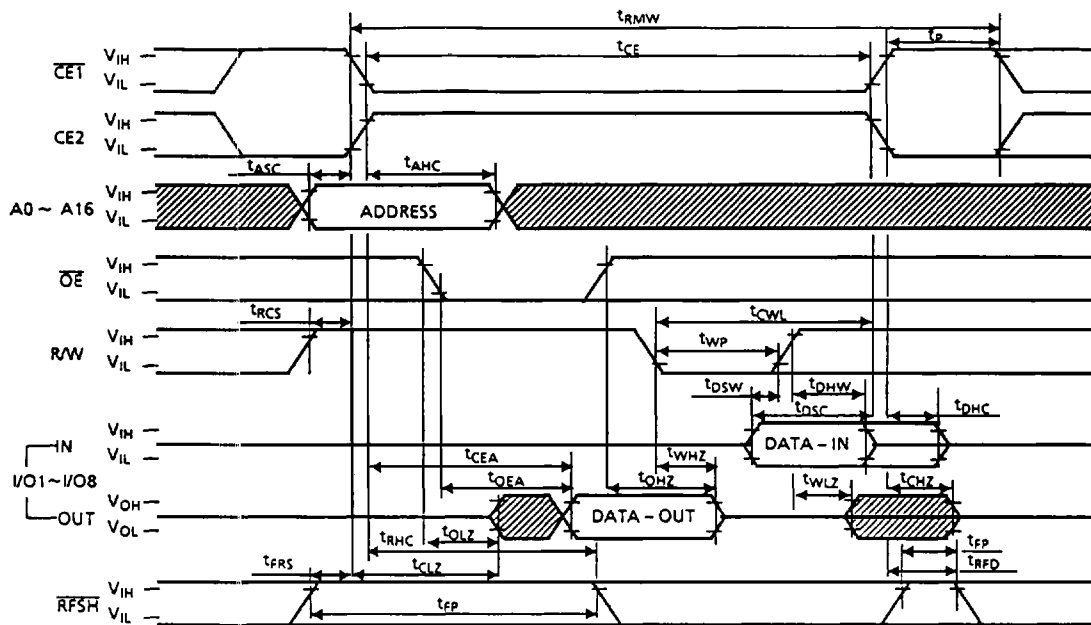 tRMW
tP
tCE
CE1
VIH
VIL
CE2
VIH
VIL
tASC
tAHC
A0 ~ A16
VIH
VIL
ADDRESS
OE
VIH
VIL
tRCS
tCWL
R/W
VIH
VIL
tWP
tDSW
tDHW
tDSC
tDHC
IN
VIH
VIL
DATA-IN
tCEA
tWHZ
I/O1~I/O8
tOEA
tOHZ
tWLZ
tCHZ
OUT
VOH
VOL
DATA-OUT
tOLZ
tRHC
tFP
tFRS
tCLZ
tRFD
RFSH
VIH
VIL
tFP